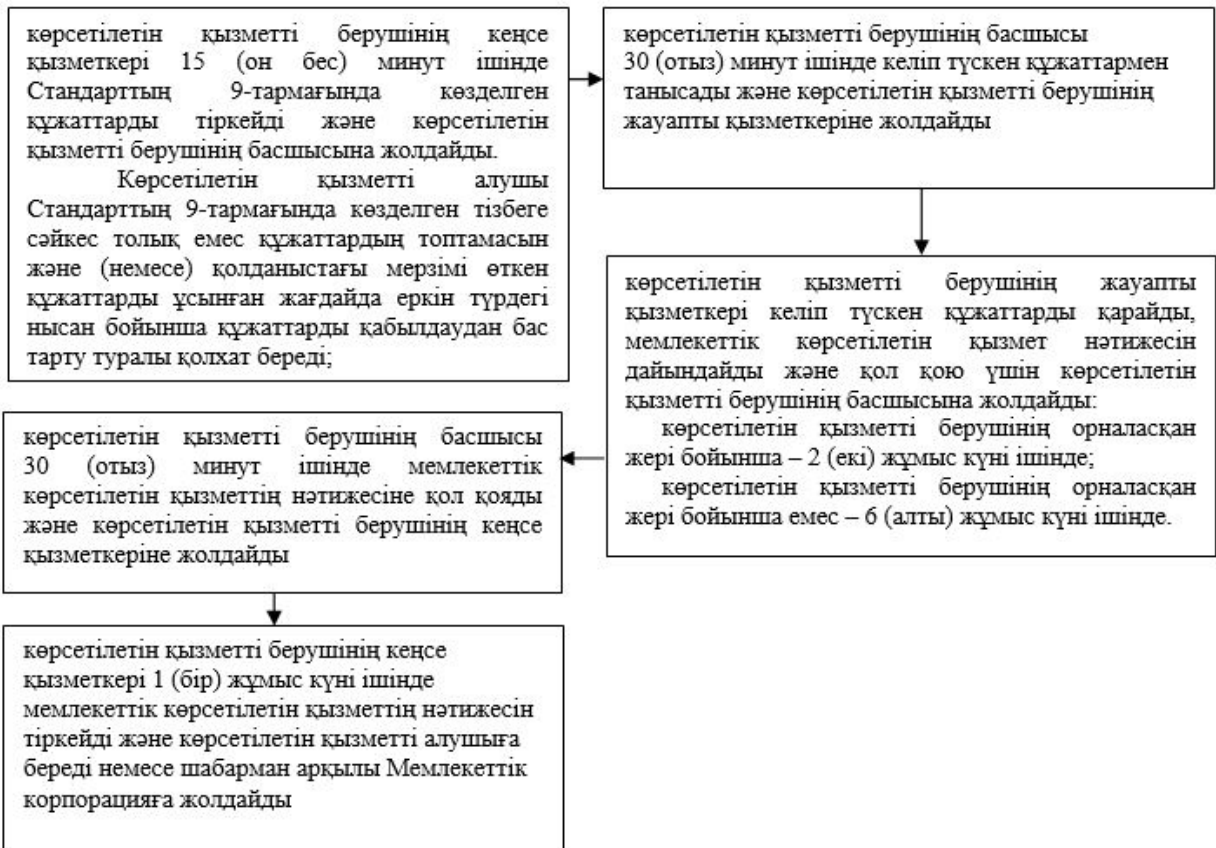 көрсетілетін қызметті берушінің кеңсе
қызметкері 15 (он бес) минут ішінде
Стандарттың 9-тармағында көзделген
құжаттарды тіркейді және көрсетілетін
қызметті берушінің басшысына жолдайды.
Көрсетілетін қызметті алушы
Стандарттың 9-тармағында көзделген тізбеге
сәйкес толық емес құжаттардың топтамасын
және (немесе) қолданыстағы мерзімі өткен
құжаттарды ұсынған жағдайда еркін түрдегі
нысан бойынша құжаттарды қабылдаудан бас
тарту туралы қолхат береді;
көрсетілетін қызметті берушінің басшысы
30 (отыз) минут ішінде келіп түскен құжаттармен
танысады және көрсетілетін қызметті берушінің
жауапты қызметкеріне жолдайды
көрсетілетін қызметті берушінің жауапты
қызметкері келіп түскен құжаттарды қарайды,
мемлекеттік көрсетілетін қызмет нәтижесін
дайындайды және қол қою үшін көрсетілетін
қызметті берушінің басшысына жолдайды:
көрсетілетін қызметті берушінің орналасқан
жері бойынша – 2 (екі) жұмыс күні ішінде;
көрсетілетін қызметті берушінің орналасқан
жері бойынша емес – 6 (алты) жұмыс күні ішінде.
көрсетілетін қызметті берушінің басшысы
30 (отыз) минут ішінде мемлекеттік
көрсетілетін қызметтің нәтижесіне қол қояды
және көрсетілетін қызметті берушінің кеңсе
қызметкеріне жолдайды
көрсетілетін қызметті берушінің кеңсе
қызметкері 1 (бір) жұмыс күні ішінде
мемлекеттік көрсетілетін қызметтің нәтижесін
тіркейді және көрсетілетін қызметті алушыға
береді немесе шабарман арқылы Мемлекеттік
корпорацияға жолдайды